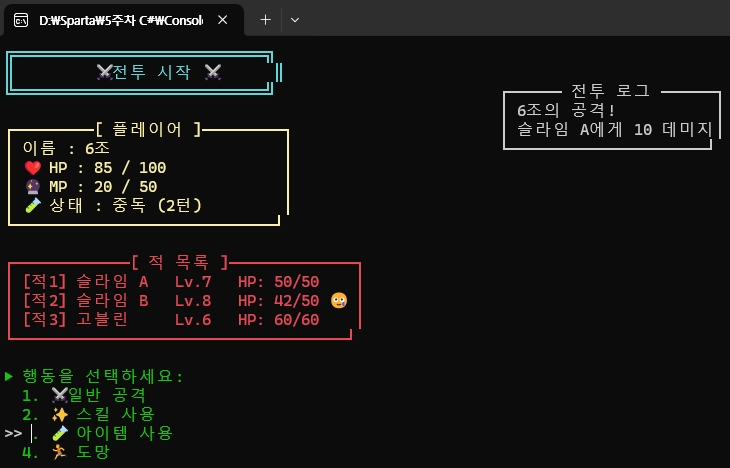 D:₩Sparta₩5주차 C#₩Consol
⚔️전투 시작 ⚔️
[ 플레이어 ]
이름 : 6조
❤️ HP : 85 / 100
🔮 MP : 20 / 50
🧪 상태 : 중독 (2턴)
전투 로그
6조의 공격!
슬라임 A에게 10 데미지
[ 적 목록 ]
[적1] 슬라임 A Lv.7 HP: 50/50
[적2] 슬라임 B Lv.8 HP: 42/50 😢
[적3] 고블린 Lv.6 HP: 60/60
▶ 행동을 선택하세요:
1. ⚔️일반 공격
2. ✨ 스킬 사용
>> . 🧪 아이템 사용
4. 🏃 도망